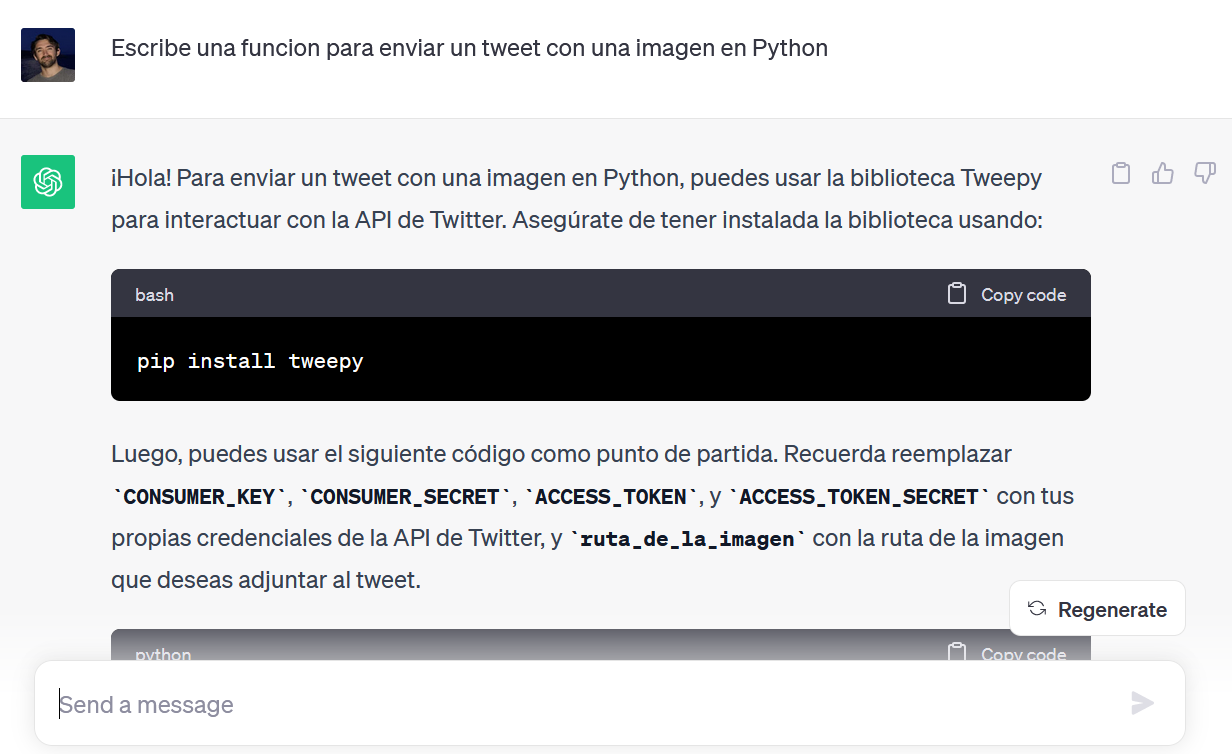 Escribe una funcion para enviar un tweet con una imagen en Python
¡Hola! Para enviar un tweet con una imagen en Python, puedes usar la biblioteca Tweepy
para interactuar con la API de Twitter. Asegúrate de tener instalada la biblioteca usando:
bash
Copy code
pip install tweepy
Luego, puedes usar el siguiente código como punto de partida. Recuerda reemplazar
`CONSUMER_KEY`, `CONSUMER_SECRET`, `ACCESS_TOKEN`, y `ACCESS_TOKEN_SECRET` con tus
propias credenciales de la API de Twitter, y `ruta_de_la_imagen` con la ruta de la imagen
que deseas adjuntar al tweet.
Regenerate
python
Copy code
Send a message